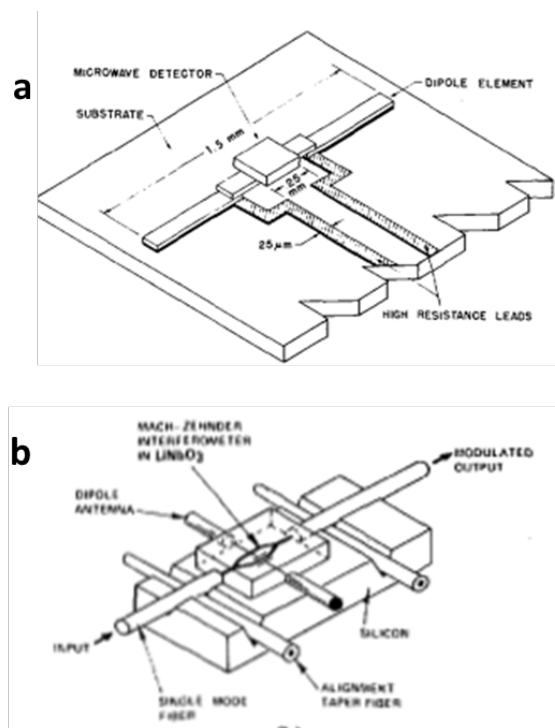 a
MICROWAVE DETECTOR
DIPOLE ELEMENT
SUBSTRATE
1.5 mm
.25
mm
25µm
HIGH RESISTANCE LEADS
b
MACH-ZEHNDER
INTERFEROMETER
IN LiNbO3
MODULATED
OUTPUT
DIPOLE
ANTENNA
SILICON
INPUT
SINGLE MODE
FIBER
ALIGNMENT
TAPER FIBER